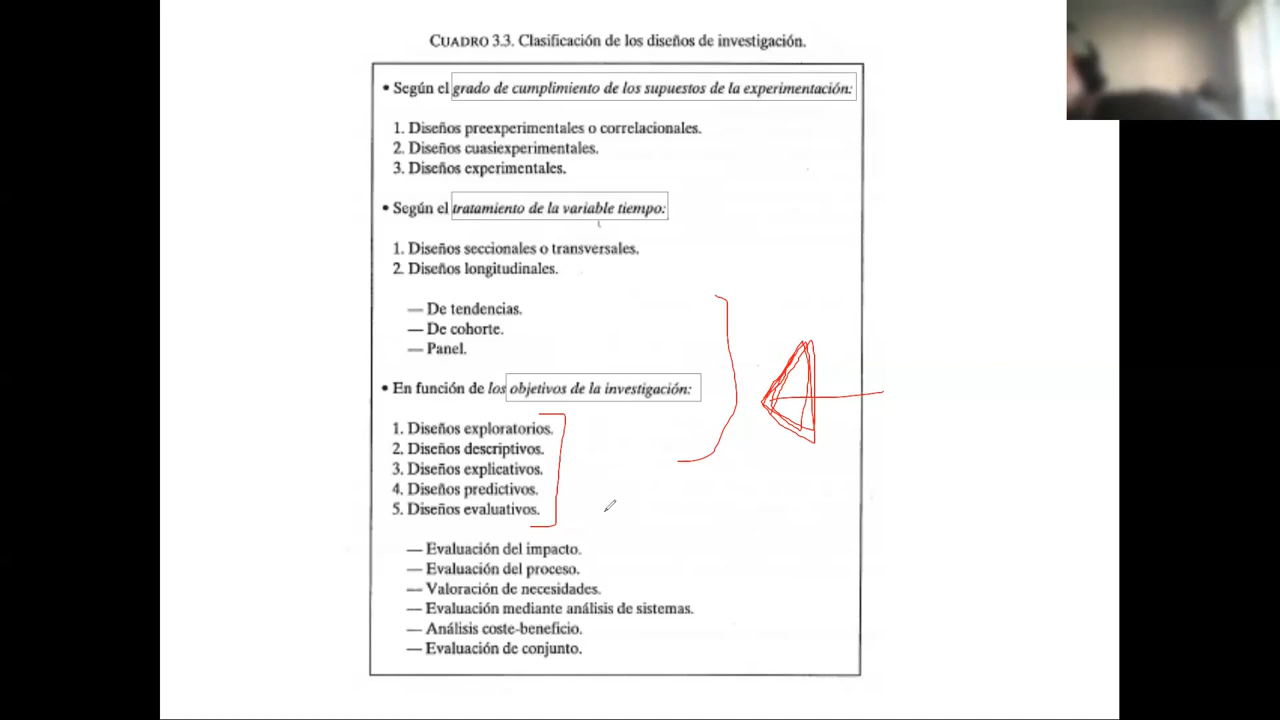 CUADRO 3.3. Clasificación de los diseños de investigación.
• Según el grado de cumplimiento de los supuestos de la experimentación:
1. Diseños preexperimentales o correlacionales.
2. Diseños cuasiexperimentales.
3. Diseños experimentales.
• Según el tratamiento de la variable tiempo:
1. Diseños seccionales o transversales.
2. Diseños longitudinales.
— De tendencias.
— De cohorte.
— Panel.
• En función de los objetivos de la investigación:
1. Diseños exploratorios.
2. Diseños descriptivos.
3. Diseños explicativos.
4. Diseños predictivos.
5. Diseños evaluativos.
— Evaluación del impacto.
— Evaluación del proceso.
— Valoración de necesidades.
— Evaluación mediante análisis de sistemas.
— Análisis coste-beneficio.
— Evaluación de conjunto.